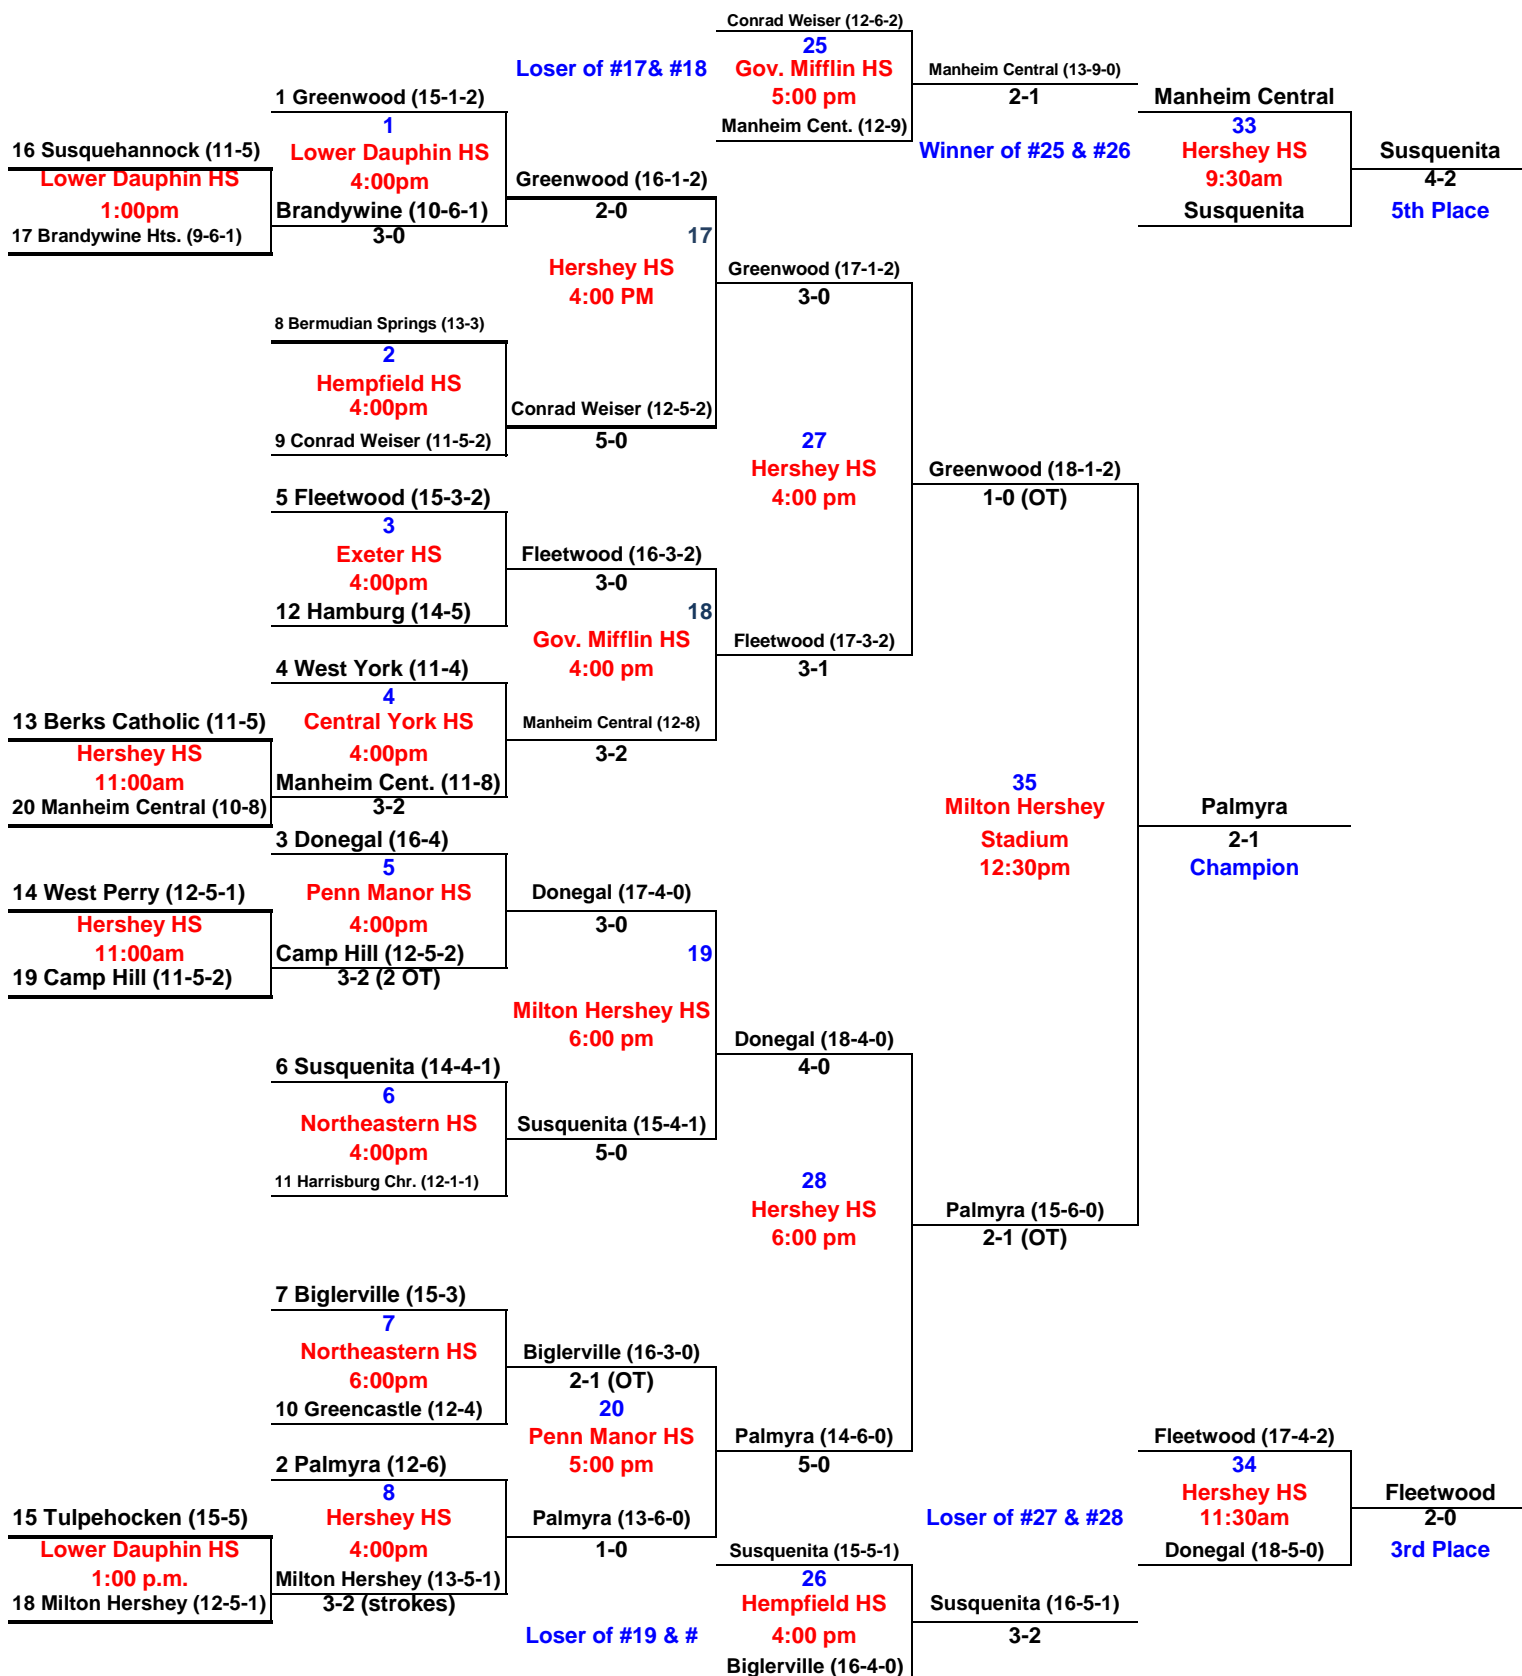 Conrad Weiser (12-6-2)
25
Loser of #17& #18
Gov. Mifflin HS
5:00 pm
Manheim Cent. (12-9)
Manheim Central (13-9-0)
2-1
Winner of #25 & #26
Manheim Central
33
Hershey HS
9:30am
Susquenita
Susquenita
4-2
5th Place
1 Greenwood (15-1-2)
1
Lower Dauphin HS
4:00pm
Brandywine (10-6-1)
3-0
16 Susquehannock (11-5)
Lower Dauphin HS
1:00pm
17 Brandywine Hts. (9-6-1)
Greenwood (16-1-2)
2-0
17
Hershey HS
4:00 PM
Greenwood (17-1-2)
3-0
8 Bermudian Springs (13-3)
2
Hempfield HS
4:00pm
9 Conrad Weiser (11-5-2)
Conrad Weiser (12-5-2)
5-0
27
Hershey HS
4:00 pm
Greenwood (18-1-2)
1-0 (OT)
5 Fleetwood (15-3-2)
3
Exeter HS
4:00pm
12 Hamburg (14-5)
Fleetwood (16-3-2)
3-0
18
Gov. Mifflin HS
4:00 pm
Fleetwood (17-3-2)
3-1
4 West York (11-4)
4
Central York HS
4:00pm
Manheim Cent. (11-8)
3-2
13 Berks Catholic (11-5)
Hershey HS
11:00am
20 Manheim Central (10-8)
Manheim Central (12-8)
3-2
35
Milton Hershey
Stadium
12:30pm
Palmyra
2-1
Champion
3 Donegal (16-4)
5
Penn Manor HS
4:00pm
Camp Hill (12-5-2)
3-2 (2 OT)
14 West Perry (12-5-1)
Hershey HS
11:00am
19 Camp Hill (11-5-2)
Donegal (17-4-0)
3-0
19
Milton Hershey HS
6:00 pm
Donegal (18-4-0)
4-0
6 Susquenita (14-4-1)
6
Northeastern HS
4:00pm
11 Harrisburg Chr. (12-1-1)
Susquenita (15-4-1)
5-0
28
Hershey HS
6:00 pm
Palmyra (15-6-0)
2-1 (OT)
7 Biglerville (15-3)
7
Northeastern HS
6:00pm
10 Greencastle (12-4)
Biglerville (16-3-0)
2-1 (OT)
20
Penn Manor HS
5:00 pm
Palmyra (14-6-0)
5-0
2 Palmyra (12-6)
8
Hershey HS
4:00pm
Milton Hershey (13-5-1)
3-2 (strokes)
15 Tulpehocken (15-5)
Lower Dauphin HS
1:00 p.m.
18 Milton Hershey (12-5-1)
Palmyra (13-6-0)
1-0
Loser of #27 & #28
Fleetwood (17-4-2)
34
Hershey HS
11:30am
Donegal (18-5-0)
Fleetwood
2-0
3rd Place
Susquenita (15-5-1)
26
Hempfield HS
4:00 pm
Biglerville (16-4-0)
Loser of #19 & #
Susquenita (16-5-1)
3-2